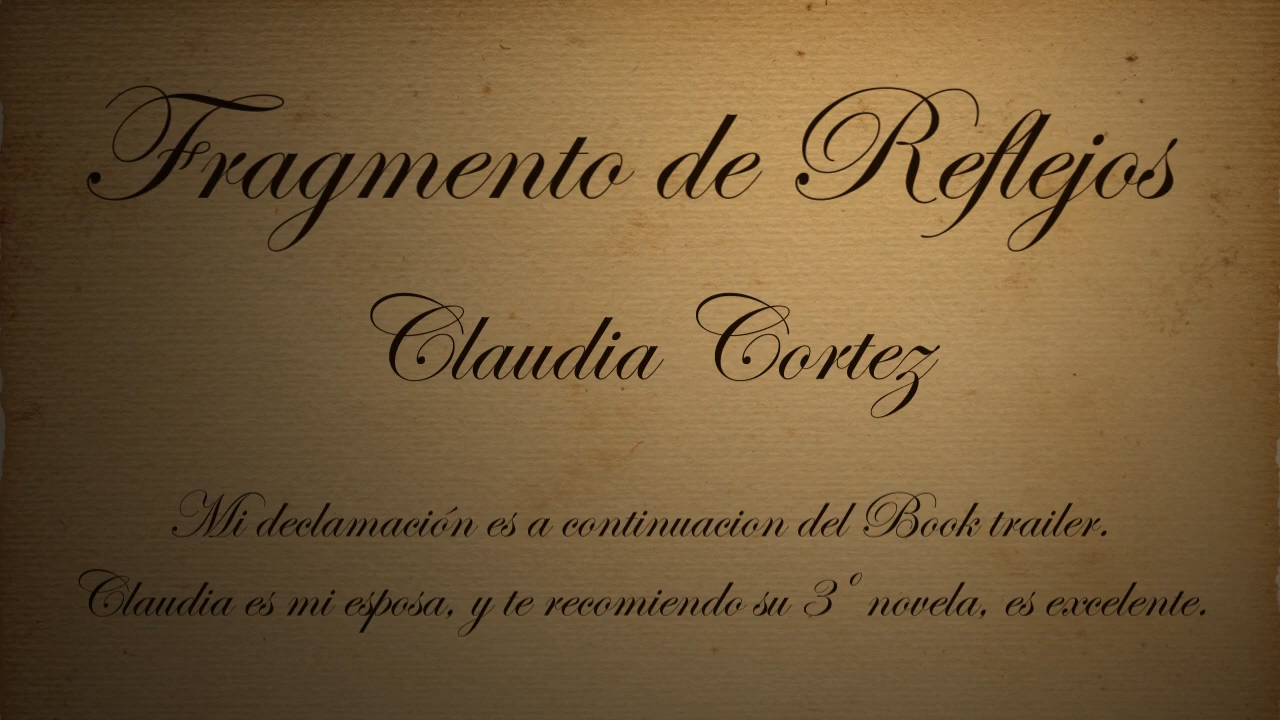 Fragmento de Reflejos
Claudia Cortez
Mi declamación es a continuacion del Book trailer.
Claudia es mi esposa, y te recomiendo su 3º novela, es excelente.